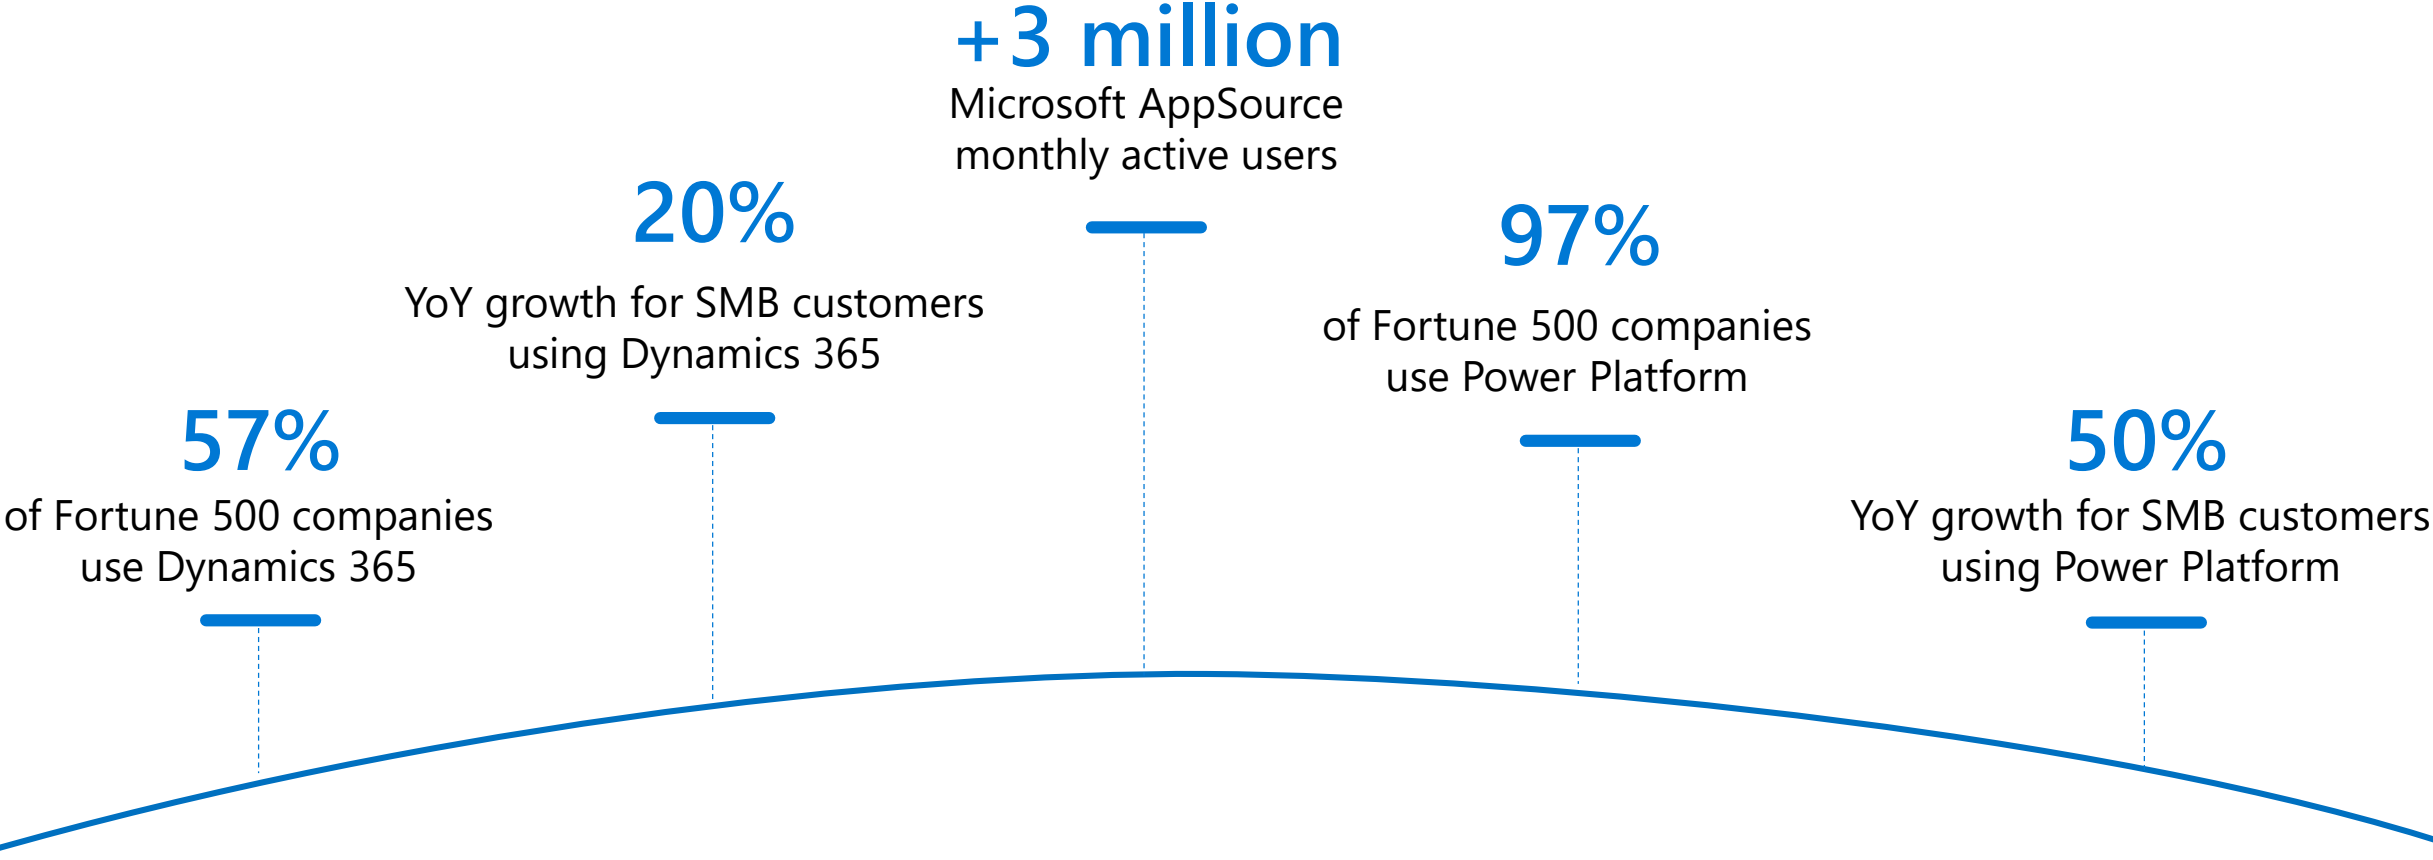 +3 million
Microsoft AppSource
monthly active users
20%
YoY growth for SMB customers
using Dynamics 365
97%
of Fortune 500 companies
use Power Platform
57%
of Fortune 500 companies
use Dynamics 365
50%
YoY growth for SMB customers
using Power Platform